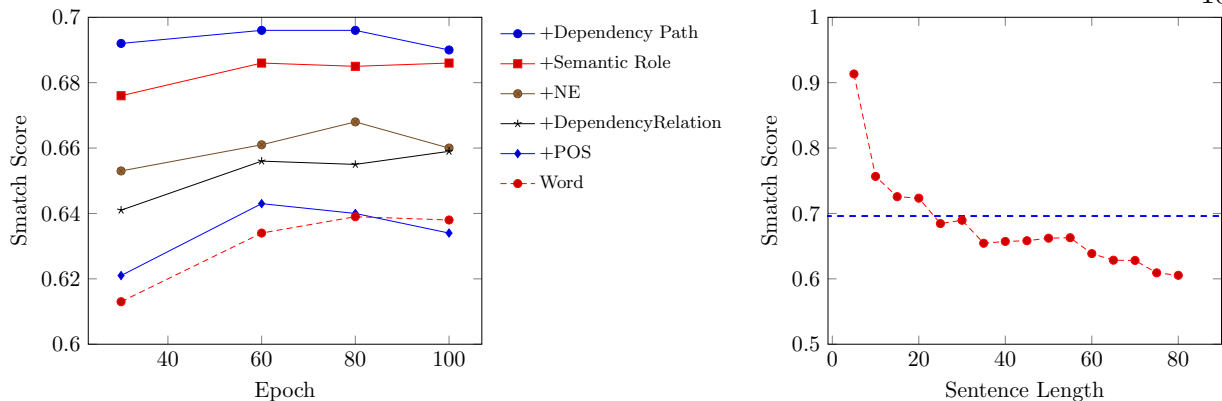 0.7
0.68
0.66
0.64
0.62
0.6
40 60 80 100
Epoch
Smatch Score
+Dependency Path
+Semantic Role
+NE
+DependencyRelation
+POS
Word
1
0.9
0.8
0.7
0.6
0.5
0 20 40 60 80
Sentence Length
Smatch Score